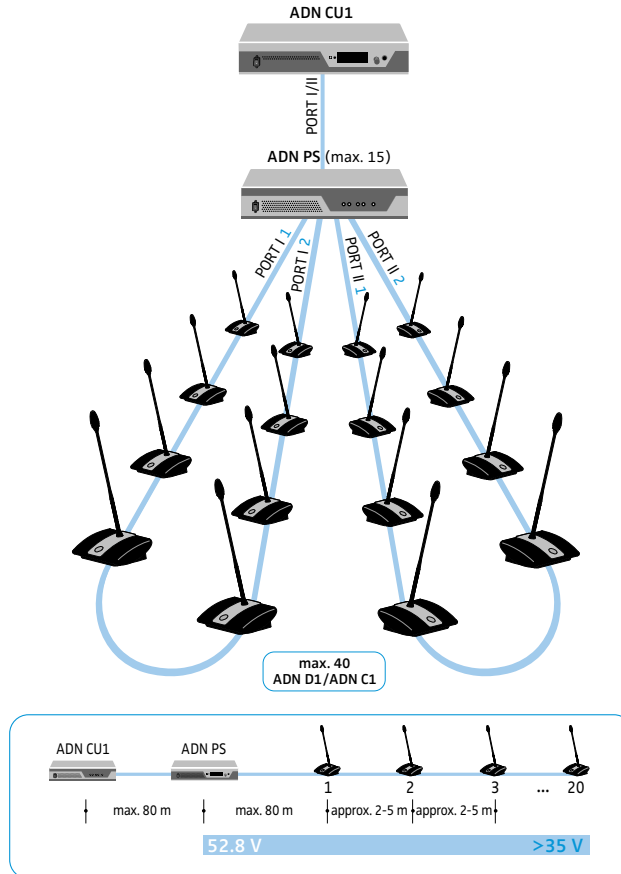 ADN CU1
PORT I/II
ADN PS (max. 15)
PORT I 1
PORT I 2
PORT II 1
PORT II 2
max. 40
ADN D1/ADN C1
ADN CU1
ADN PS
1 2 3 ... 20
max. 80 m max. 80 m approx. 2-5 m approx. 2-5 m
52.8 V >35 V